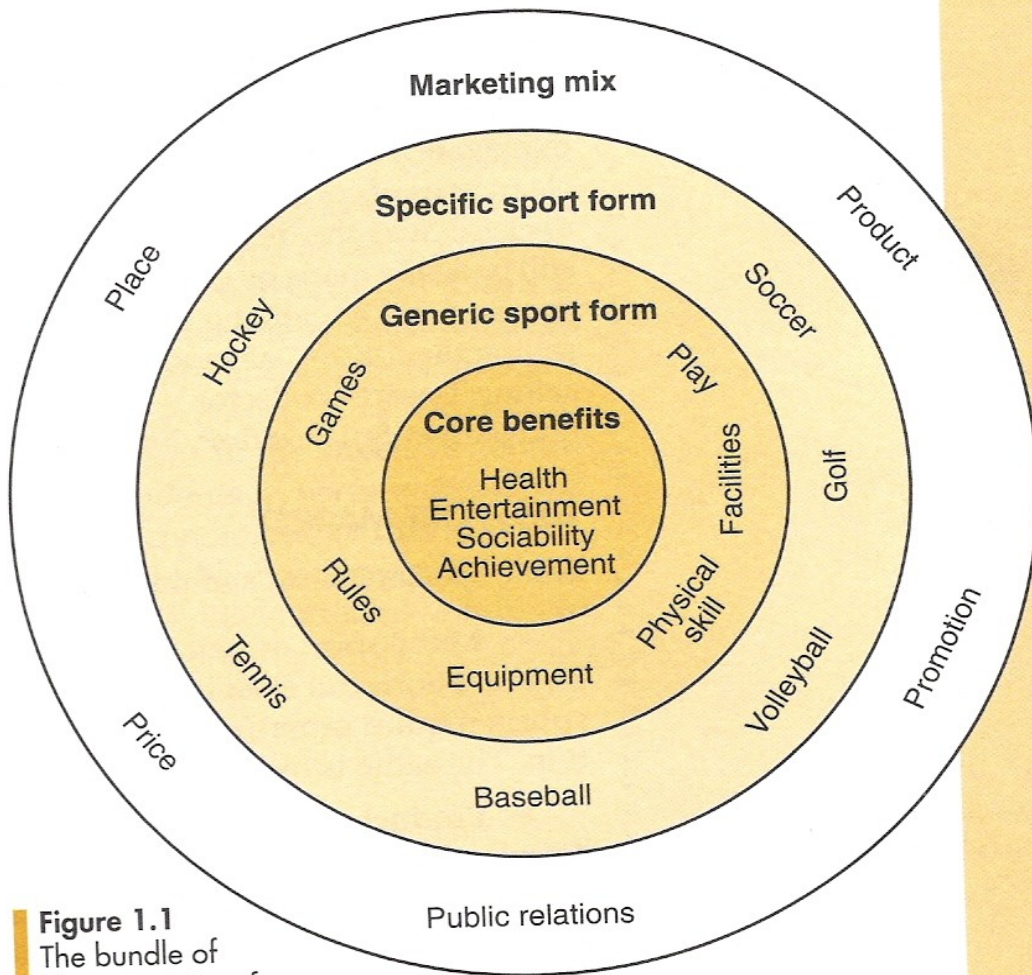 Marketing mix
Product
Promotion
Public relations
Price
Place
Specific sport form
Soccer
Golf
Volleyball
Baseball
Tennis
Hockey
Generic sport form
Play
Facilities
Physical
skill
Equipment
Rules
Games
Core benefits
Health
Entertainment
Sociability
Achievement
Figure 1.1
The bundle of